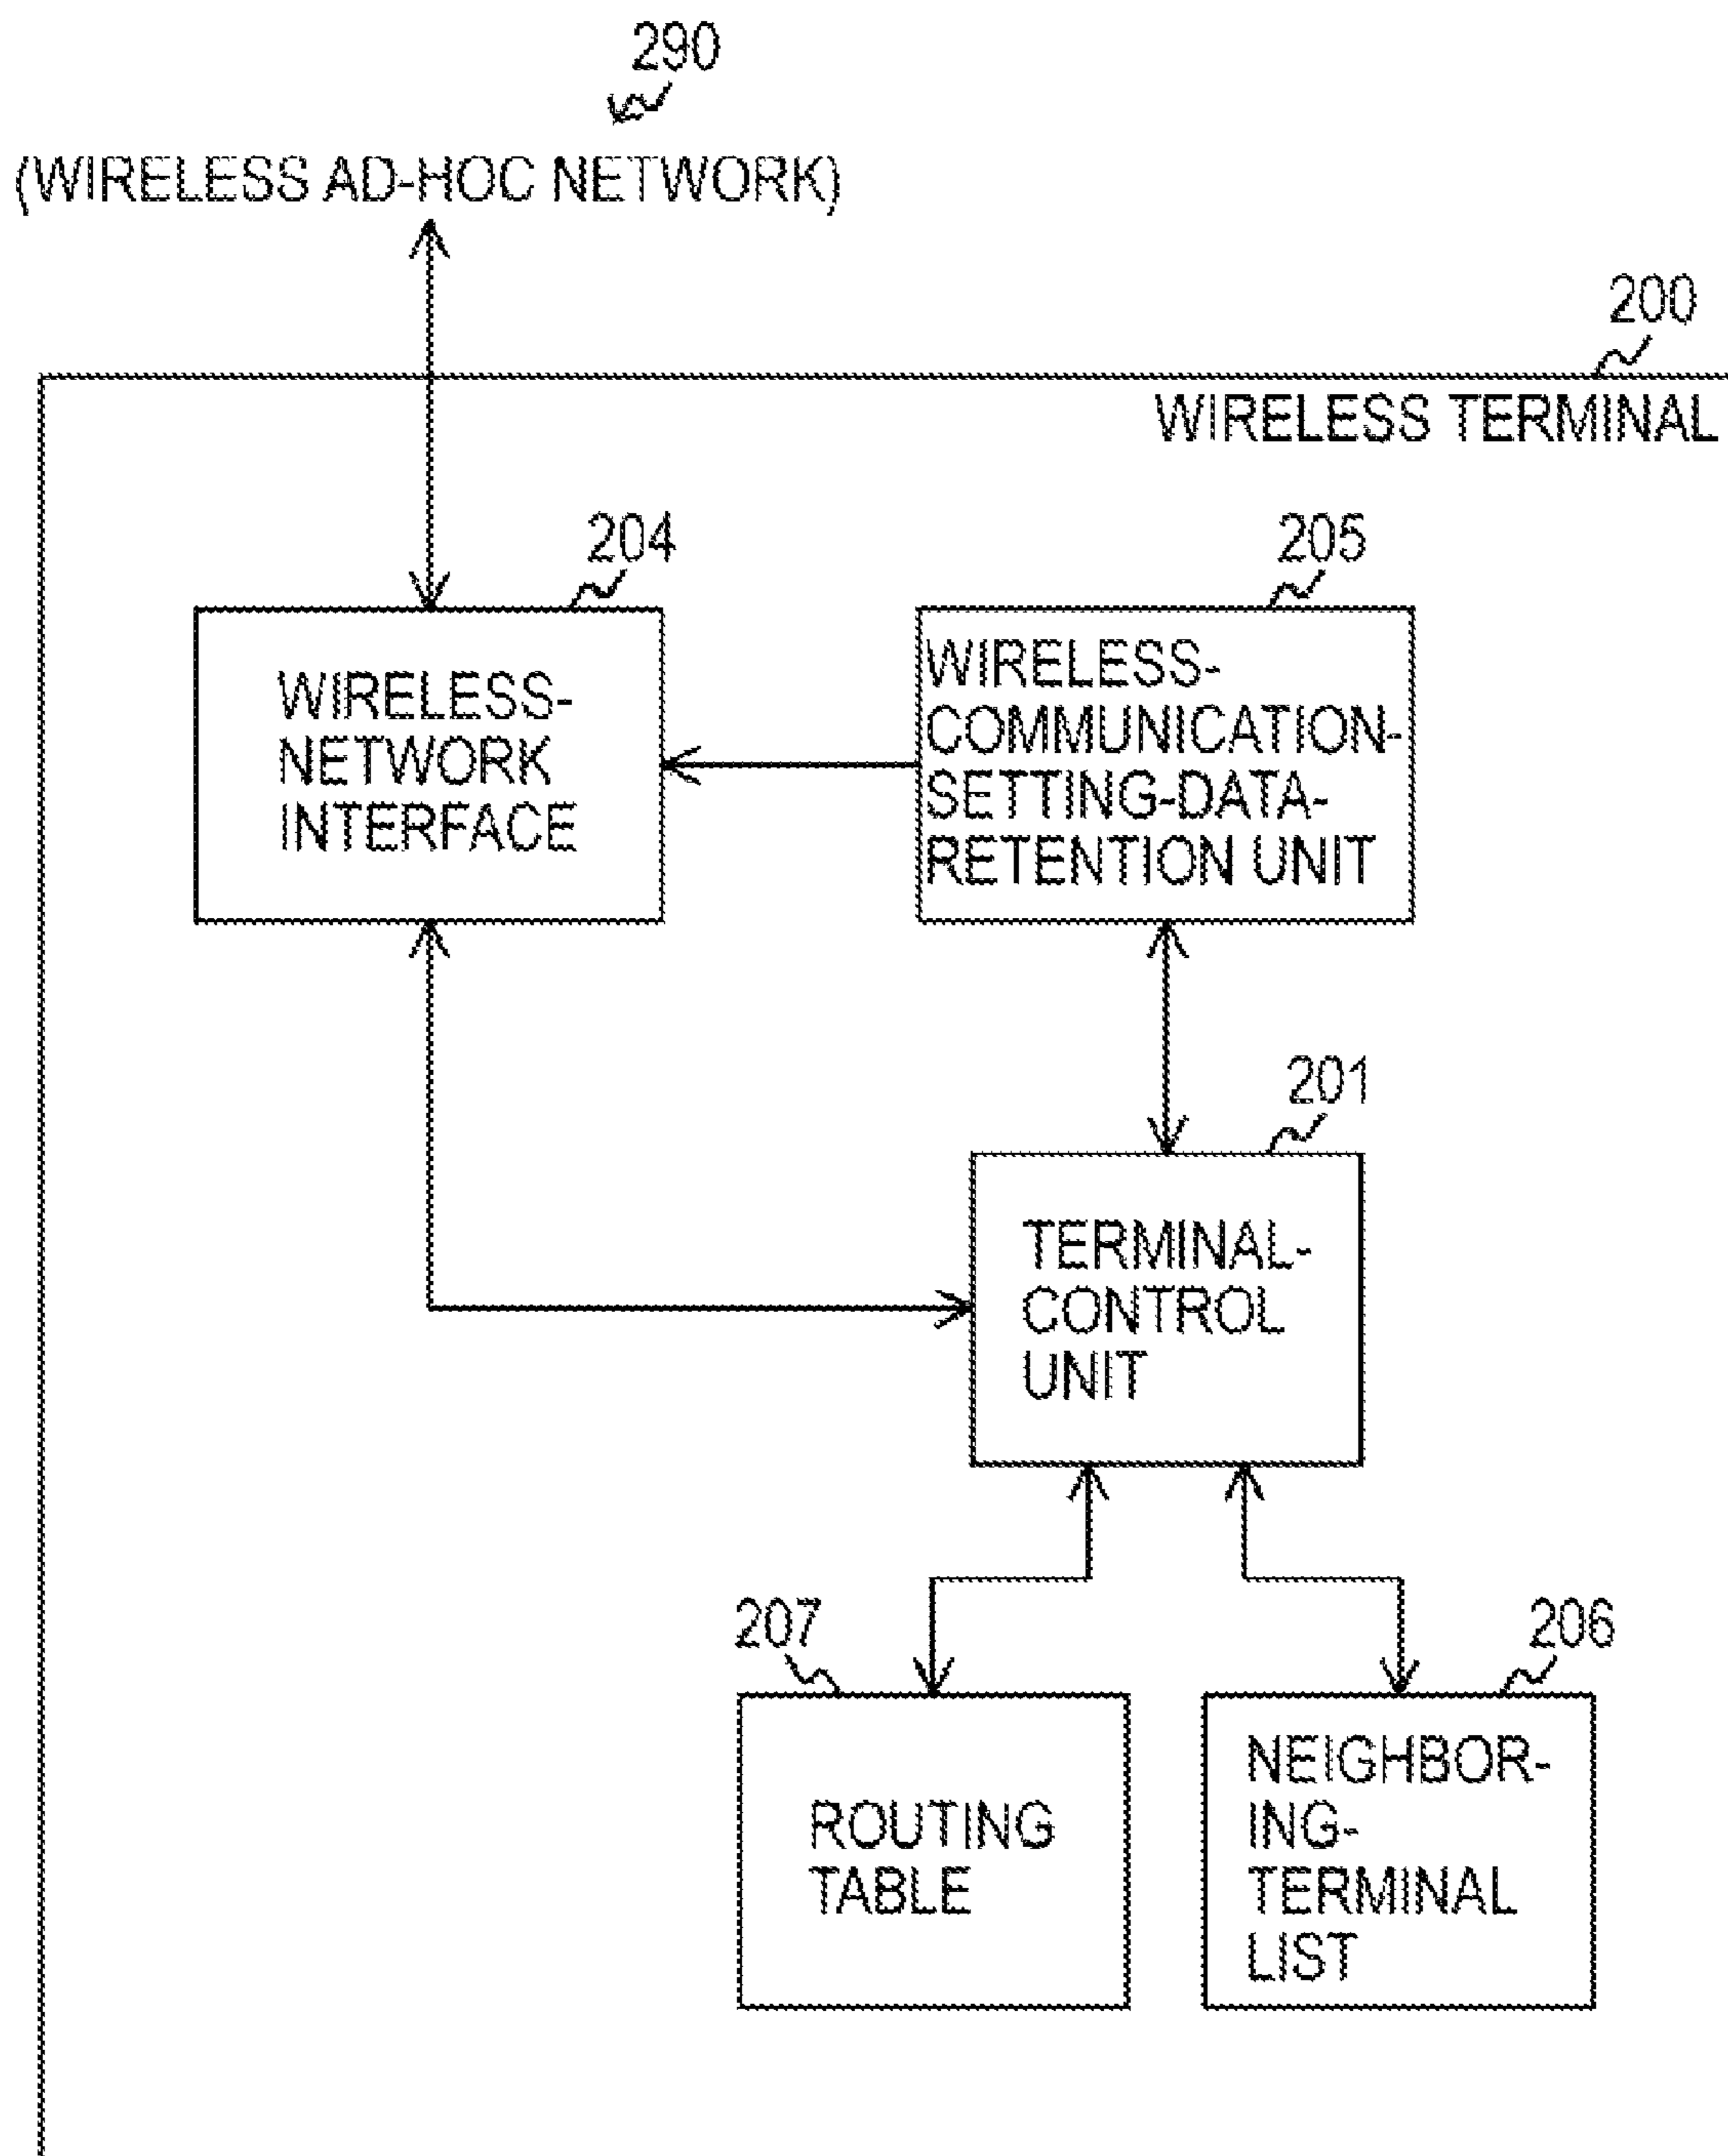 290
(WIRELESS AD-HOC NETWORK)
200
WIRELESS TERMINAL
204
WIRELESS-
NETWORK
INTERFACE
205
WIRELESS-
COMMUNICATION-
SETTING-DATA-
RETENTION UNIT
201
TERMINAL-
CONTROL
UNIT
207
ROUTING
TABLE
206
NEIGHBOR-
ING-
TERMINAL
LIST